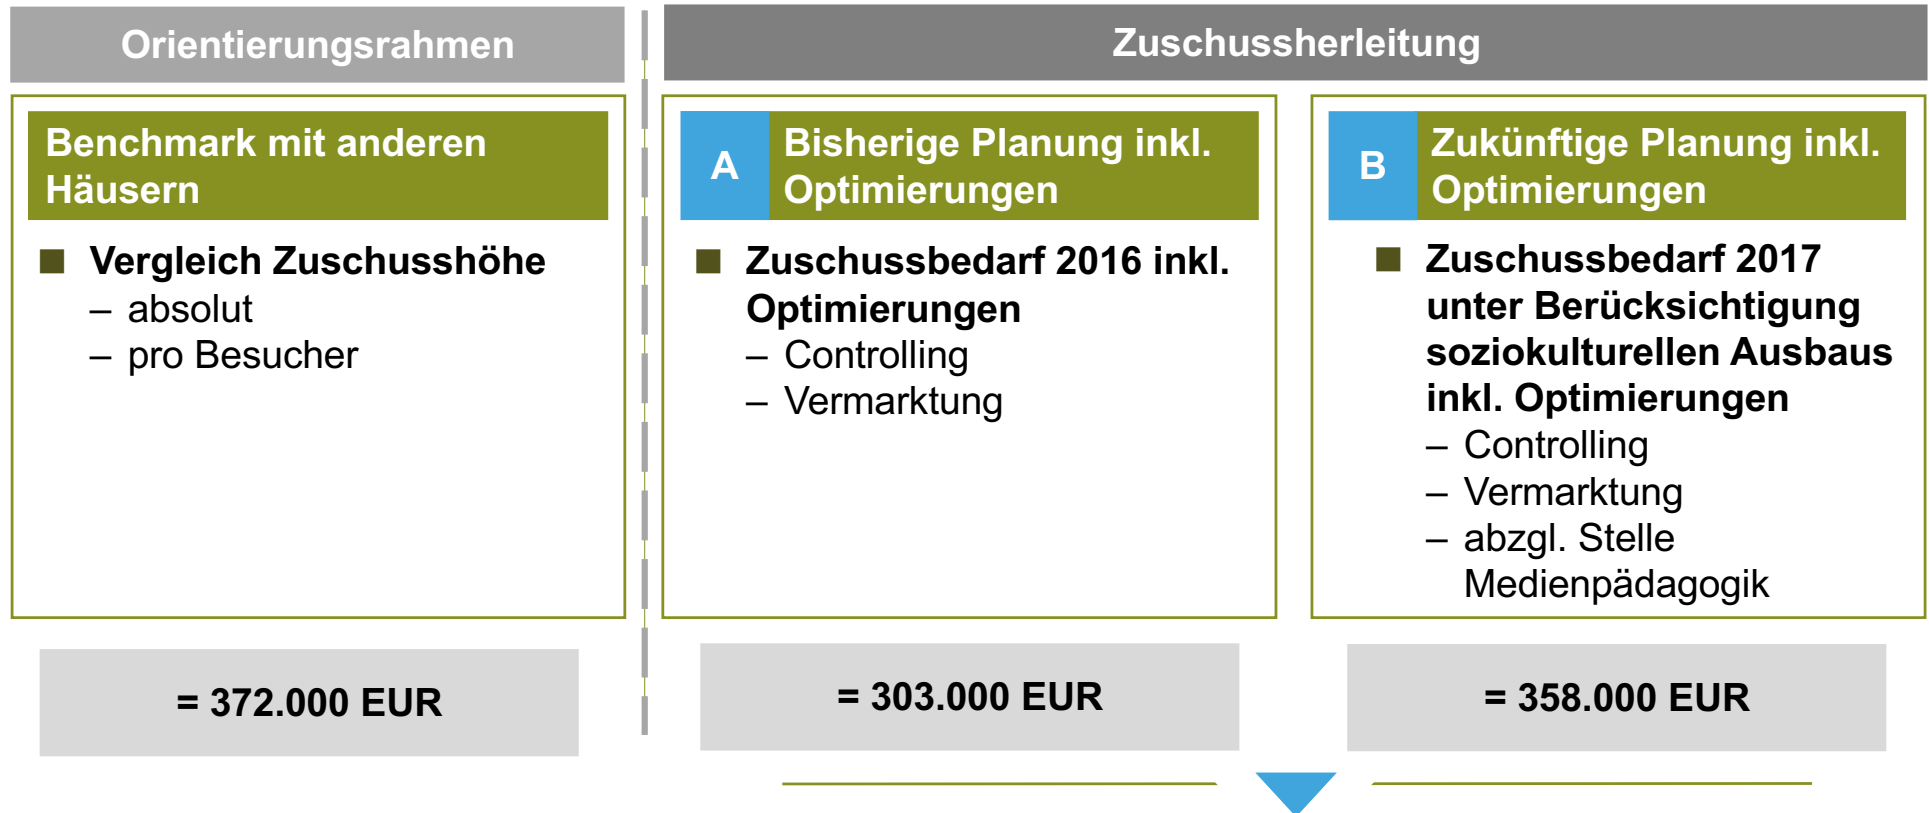 Orientierungsrahmen
Zuschussherleitung
Benchmark mit anderen
Häusern
■ Vergleich Zuschusshöhe
– absolut
– pro Besucher
= 372.000 EUR
A
Bisherige Planung inkl.
Optimierungen
■ Zuschussbedarf 2016 inkl.
Optimierungen
– Controlling
– Vermarktung
= 303.000 EUR
B
Zukünftige Planung inkl.
Optimierungen
■ Zuschussbedarf 2017
unter Berücksichtigung
soziokulturellen Ausbaus
inkl. Optimierungen
– Controlling
– Vermarktung
– abzgl. Stelle
Medienpädagogik
= 358.000 EUR